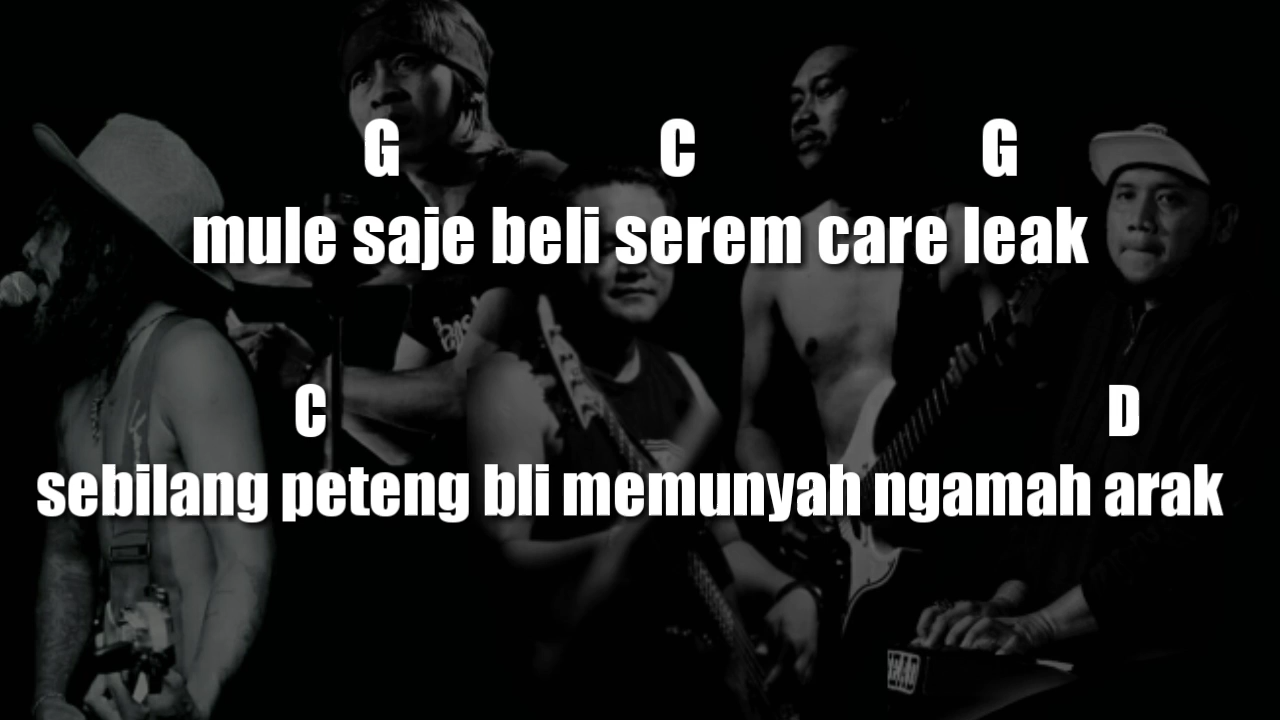 G C G
mule saje beli serem care leak
C D
sebilang peteng bli memunyah ngamah arak